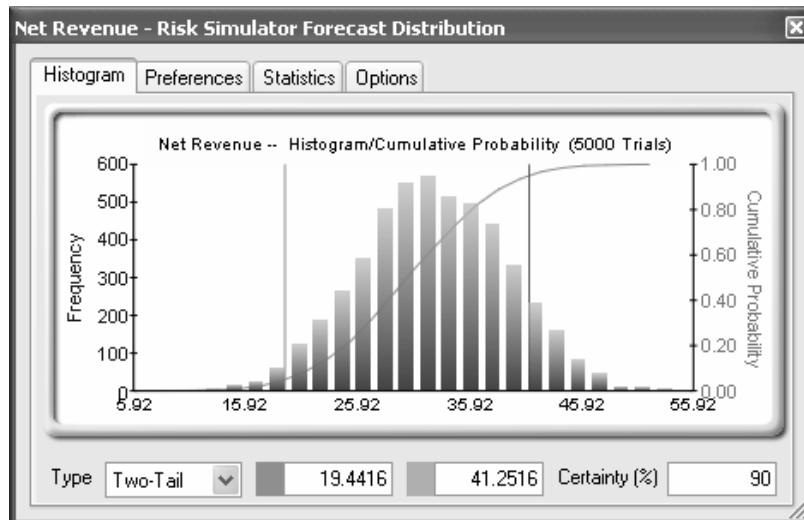 Net Revenue - Risk Simulator Forecast Distribution
Histogram Preferences Statistics Options
Net Revenue -- Histogram/Cumulative Probability (5000 Trials)
Frequency
600
500
400
300
200
100
0
1.00
0.80
0.60
0.40
0.20
0.00
Cumulative Probability
5.92 15.92 25.92 35.92 45.92 55.92
Type Two-Tail 19.4416 41.2516 Certainty (%) 90